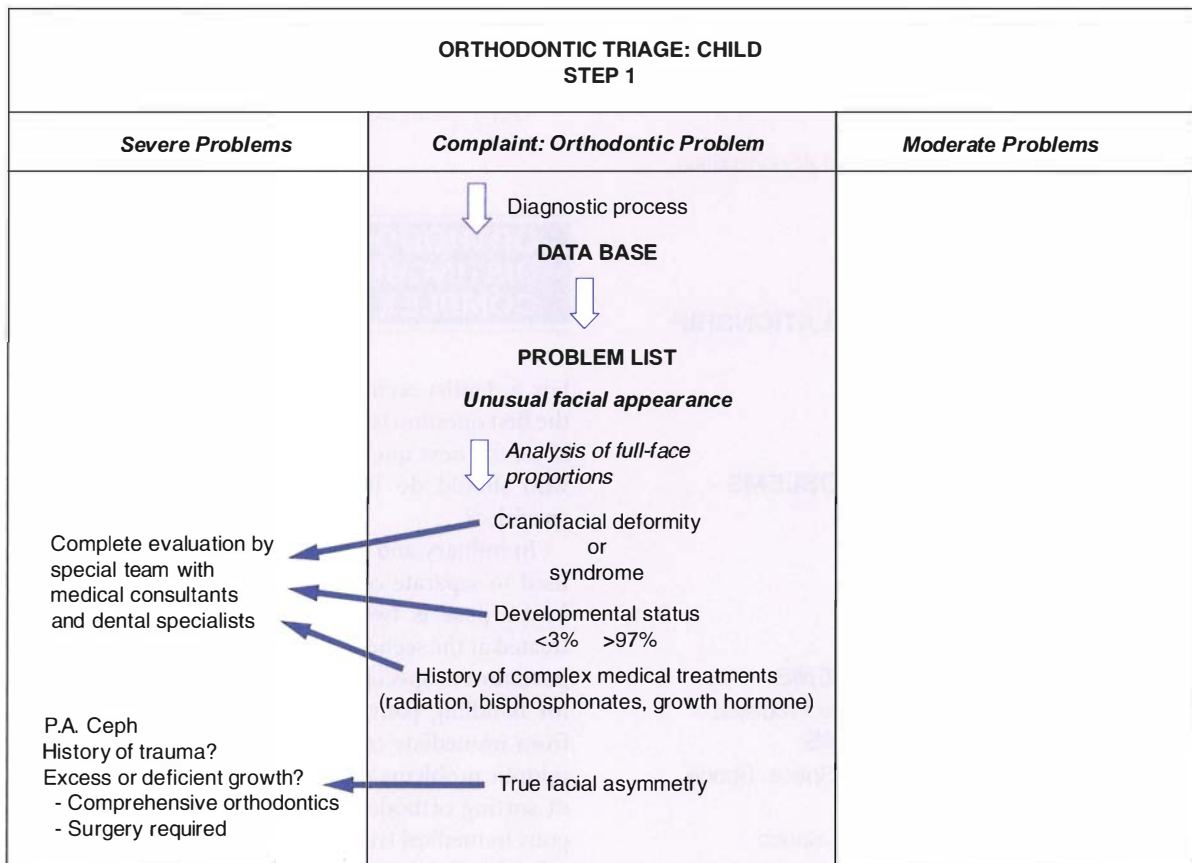 ORTHODONTIC TRIAGE: CHILD
STEP 1
Severe Problems
Complaint: Orthodontic Problem
Moderate Problems
Diagnostic process
DATA BASE
PROBLEM LIST
Unusual facial appearance
Analysis of full-face
proportions
Craniofacial deformity
or
syndrome
Complete evaluation by
special team with
medical consultants
and dental specialists
Developmental status
<3% >97%
History of complex medical treatments
(radiation, bisphosphonates, growth hormone)
P.A. Ceph
History of trauma?
Excess or deficient growth?
- Comprehensive orthodontics
- Surgery required
True facial asymmetry